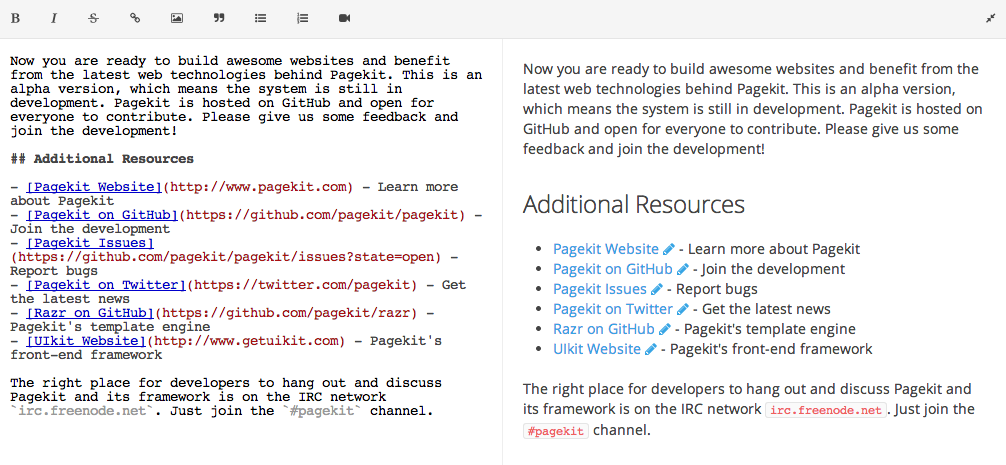 B I S
Now you are ready to build awesome websites and benefit
from the latest web technologies behind Pagekit. This is an
alpha version, which means the system is still in
development. Pagekit is hosted on GitHub and open for
everyone to contribute. Please give us some feedback and
join the development!
## Additional Resources
- [Pagekit Website](http://www.pagekit.com) - Learn more
about Pagekit
- [Pagekit on GitHub](https://github.com/pagekit/pagekit) -
Join the development
- [Pagekit Issues]
(https://github.com/pagekit/pagekit/issues?state=open) -
Report bugs
- [Pagekit on Twitter](https://twitter.com/pagekit) - Get
the latest news
- [Razr on GitHub](https://github.com/pagekit/razr) -
Pagekit's template engine
- [UIkit Website](http://www.getuikit.com) - Pagekit's
front-end framework
The right place for developers to hang out and discuss
Pagekit and its framework is on the IRC network
`irc.freenode.net`. Just join the `#pagekit` channel.
Now you are ready to build awesome websites and benefit from the
latest web technologies behind Pagekit. This is an alpha version,
which means the system is still in development. Pagekit is hosted on
GitHub and open for everyone to contribute. Please give us some
feedback and join the development!
Additional Resources
• Pagekit Website - Learn more about Pagekit
• Pagekit on GitHub - Join the development
• Pagekit Issues - Report bugs
• Pagekit on Twitter - Get the latest news
• Razr on GitHub - Pagekit's template engine
• UIkit Website - Pagekit's front-end framework
The right place for developers to hang out and discuss Pagekit and
its framework is on the IRC network irc.freenode.net. Just join the
#pagekit channel.